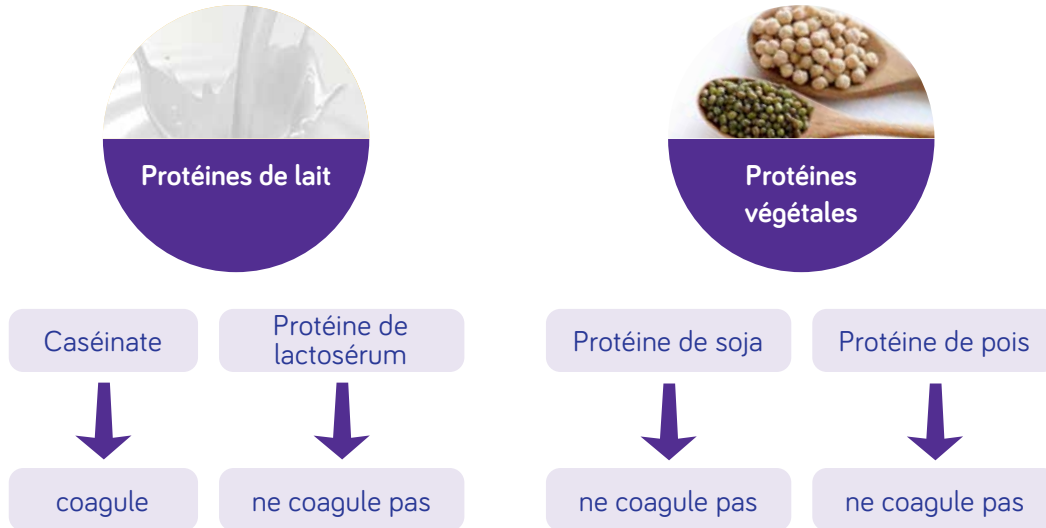 Protéines de lait
Protéines
végétales
Caséinate
Protéine de
lactosérum
Protéine de soja
Protéine de pois
coagule
ne coagule pas
ne coagule pas
ne coagule pas